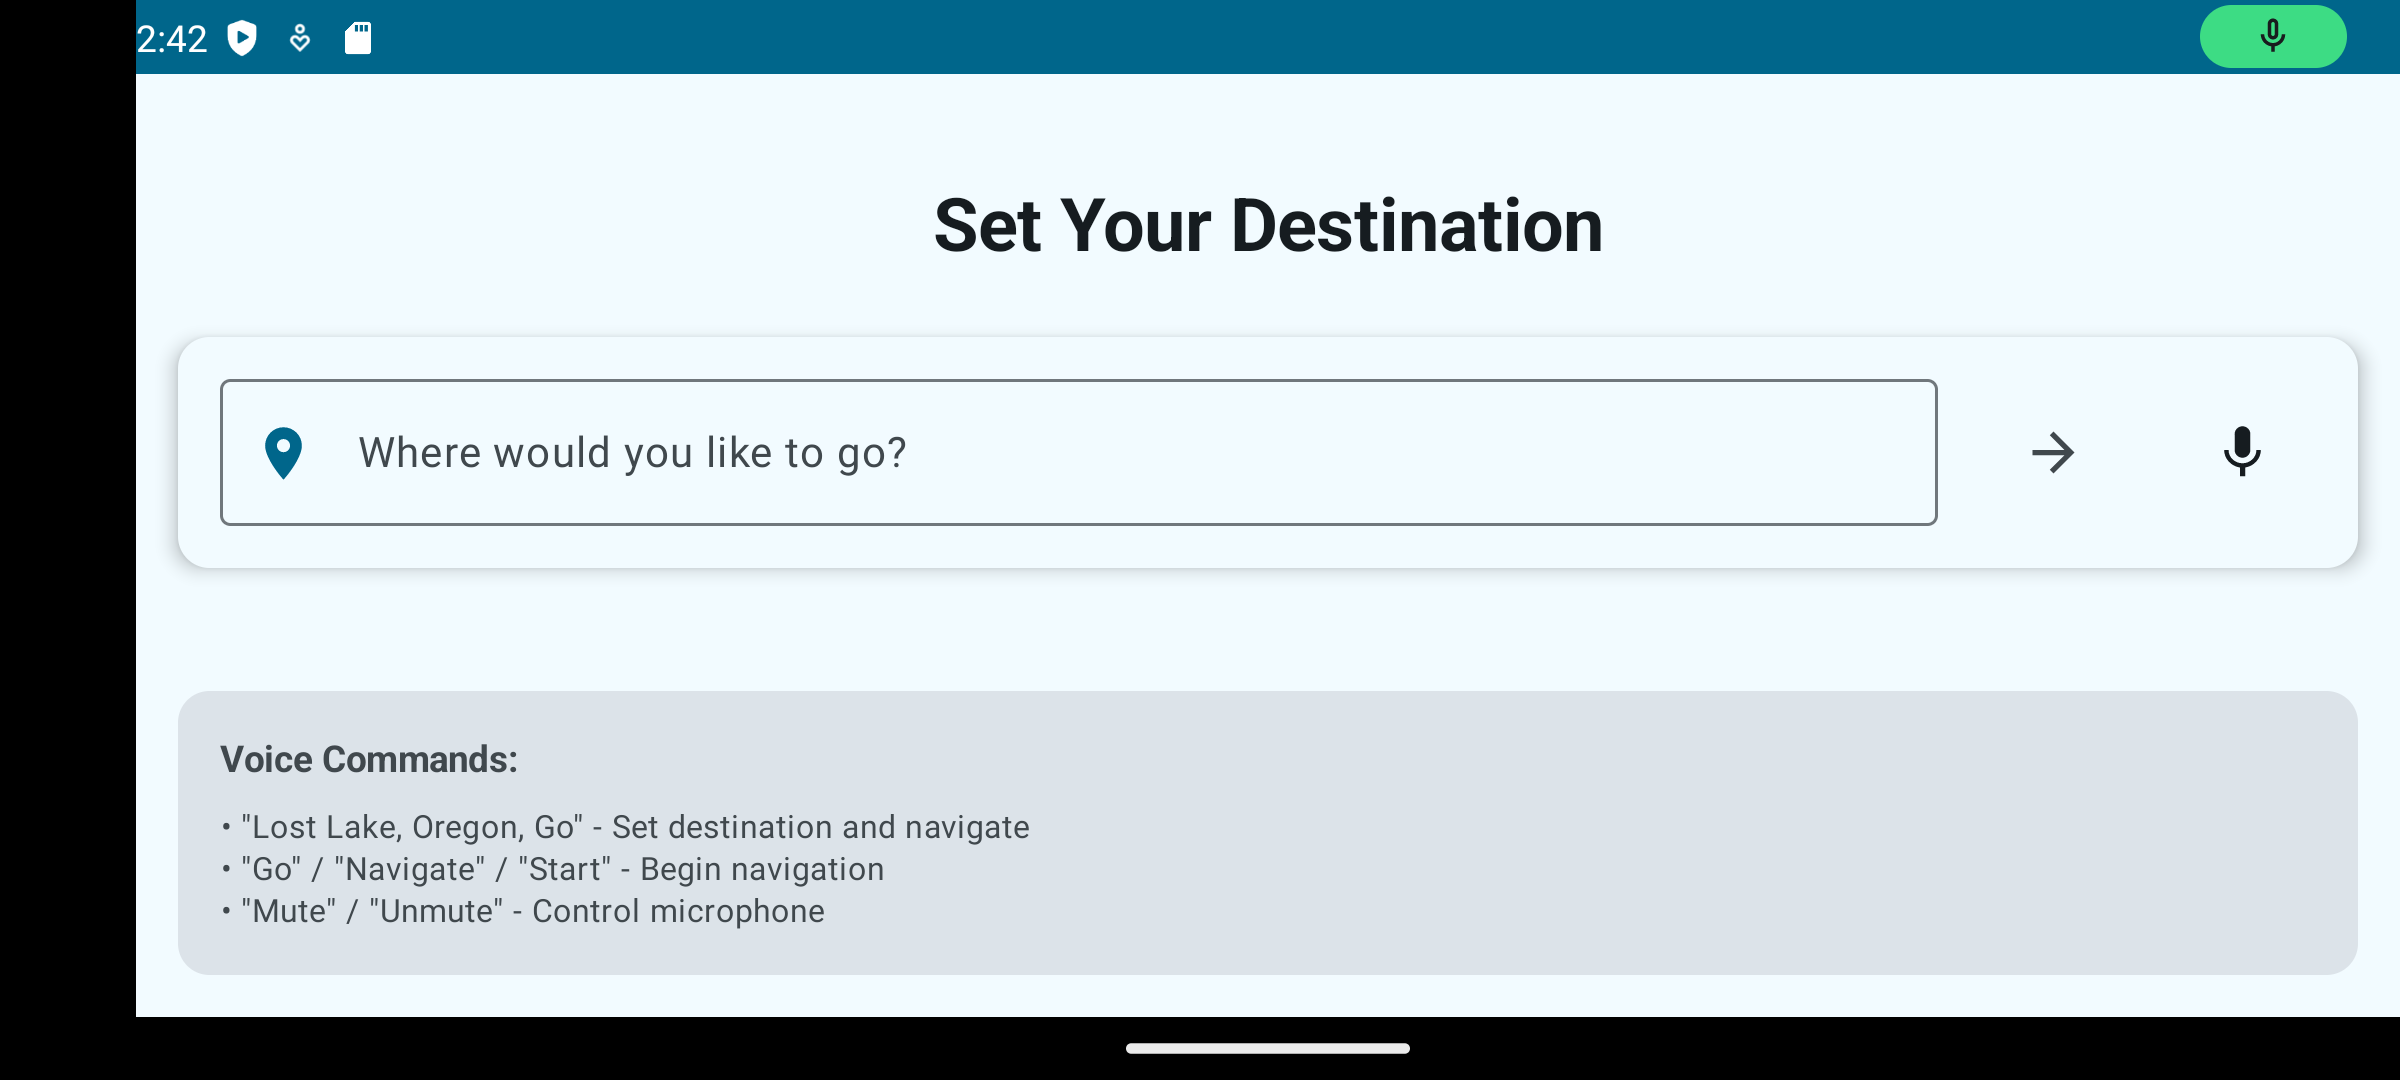 2:42
Set Your Destination
Where would you like to go?
Voice Commands:
• "Lost Lake, Oregon, Go" - Set destination and navigate
• "Go" / "Navigate" / "Start" - Begin navigation
• "Mute" / "Unmute" - Control microphone